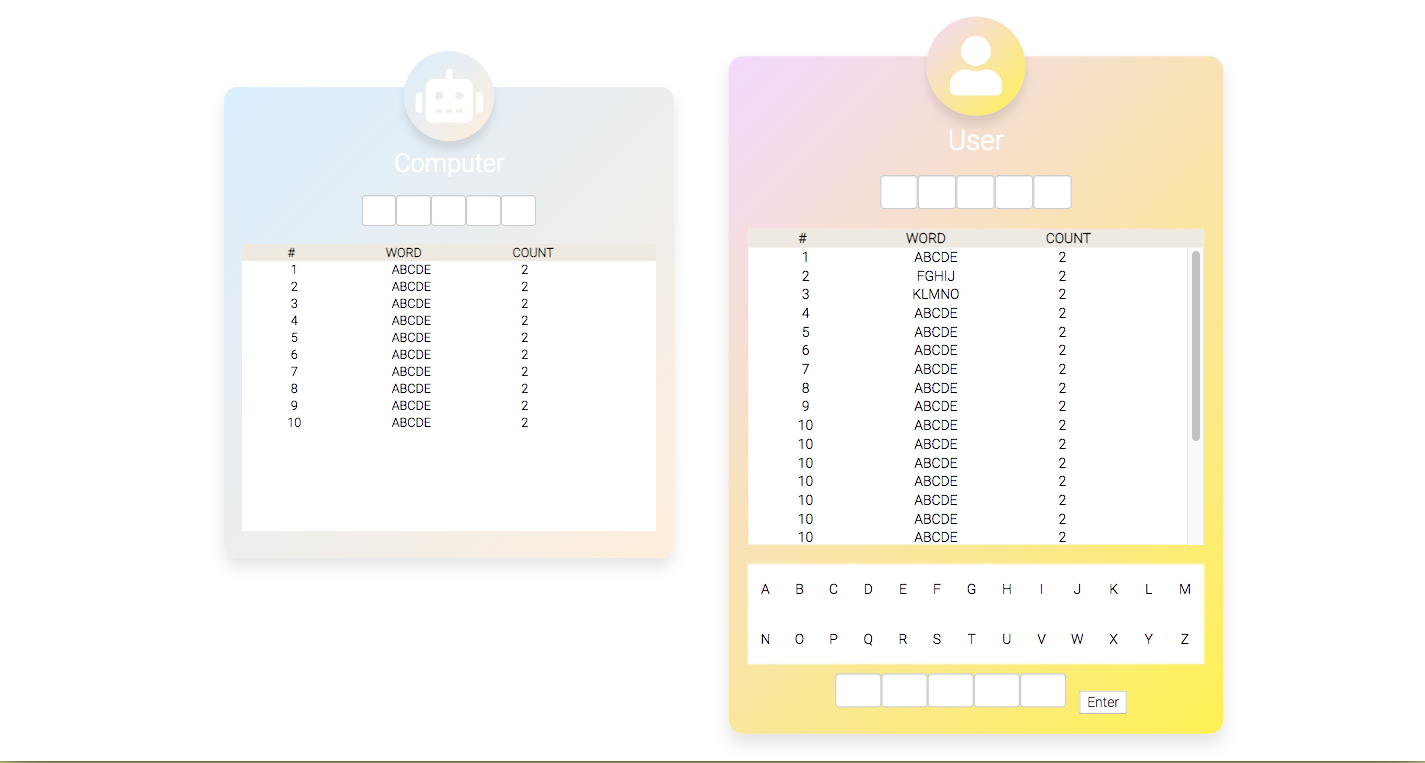 Computer
# WORD COUNT
1 ABCDE 2
2 ABCDE 2
3 ABCDE 2
4 ABCDE 2
5 ABCDE 2
6 ABCDE 2
7 ABCDE 2
8 ABCDE 2
9 ABCDE 2
10 ABCDE 2
User
# WORD COUNT
1 ABCDE 2
2 FGHIJ 2
3 KLMNO 2
4 ABCDE 2
5 ABCDE 2
6 ABCDE 2
7 ABCDE 2
8 ABCDE 2
9 ABCDE 2
10 ABCDE 2
10 ABCDE 2
10 ABCDE 2
10 ABCDE 2
10 ABCDE 2
10 ABCDE 2
10 ABCDE 2
A B C D E F G H I J K L M
N O P Q R S T U V W X Y Z
Enter